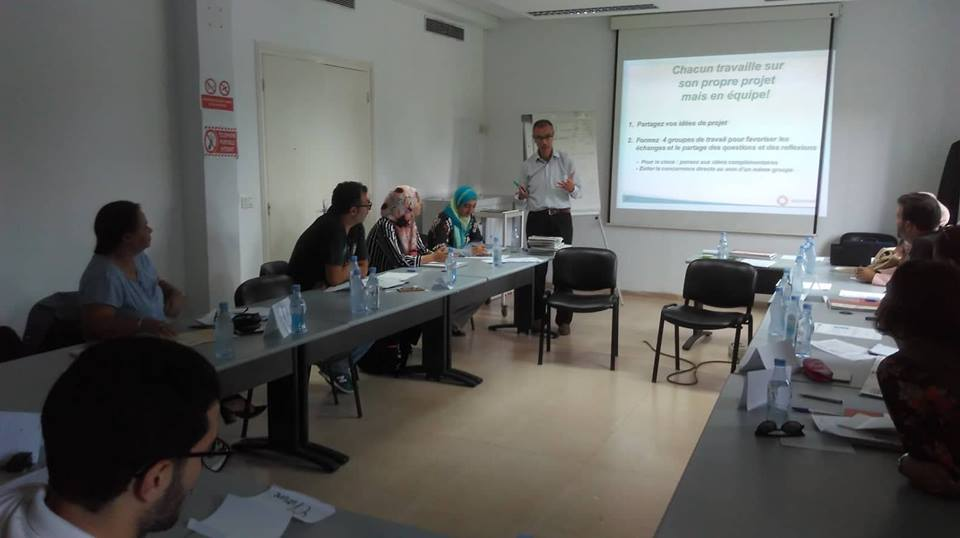 Chacun travaille sur
son propre projet
mais en équipe!
1. Partagez vos idées de projet
2. Formez 4 groupes de travail pour favoriser les
échanges et le partage des questions et des réflexions
- Pour le choix : pensez aux idées complémentaires
- Eviter la concurrence directe au sein d'un même groupe